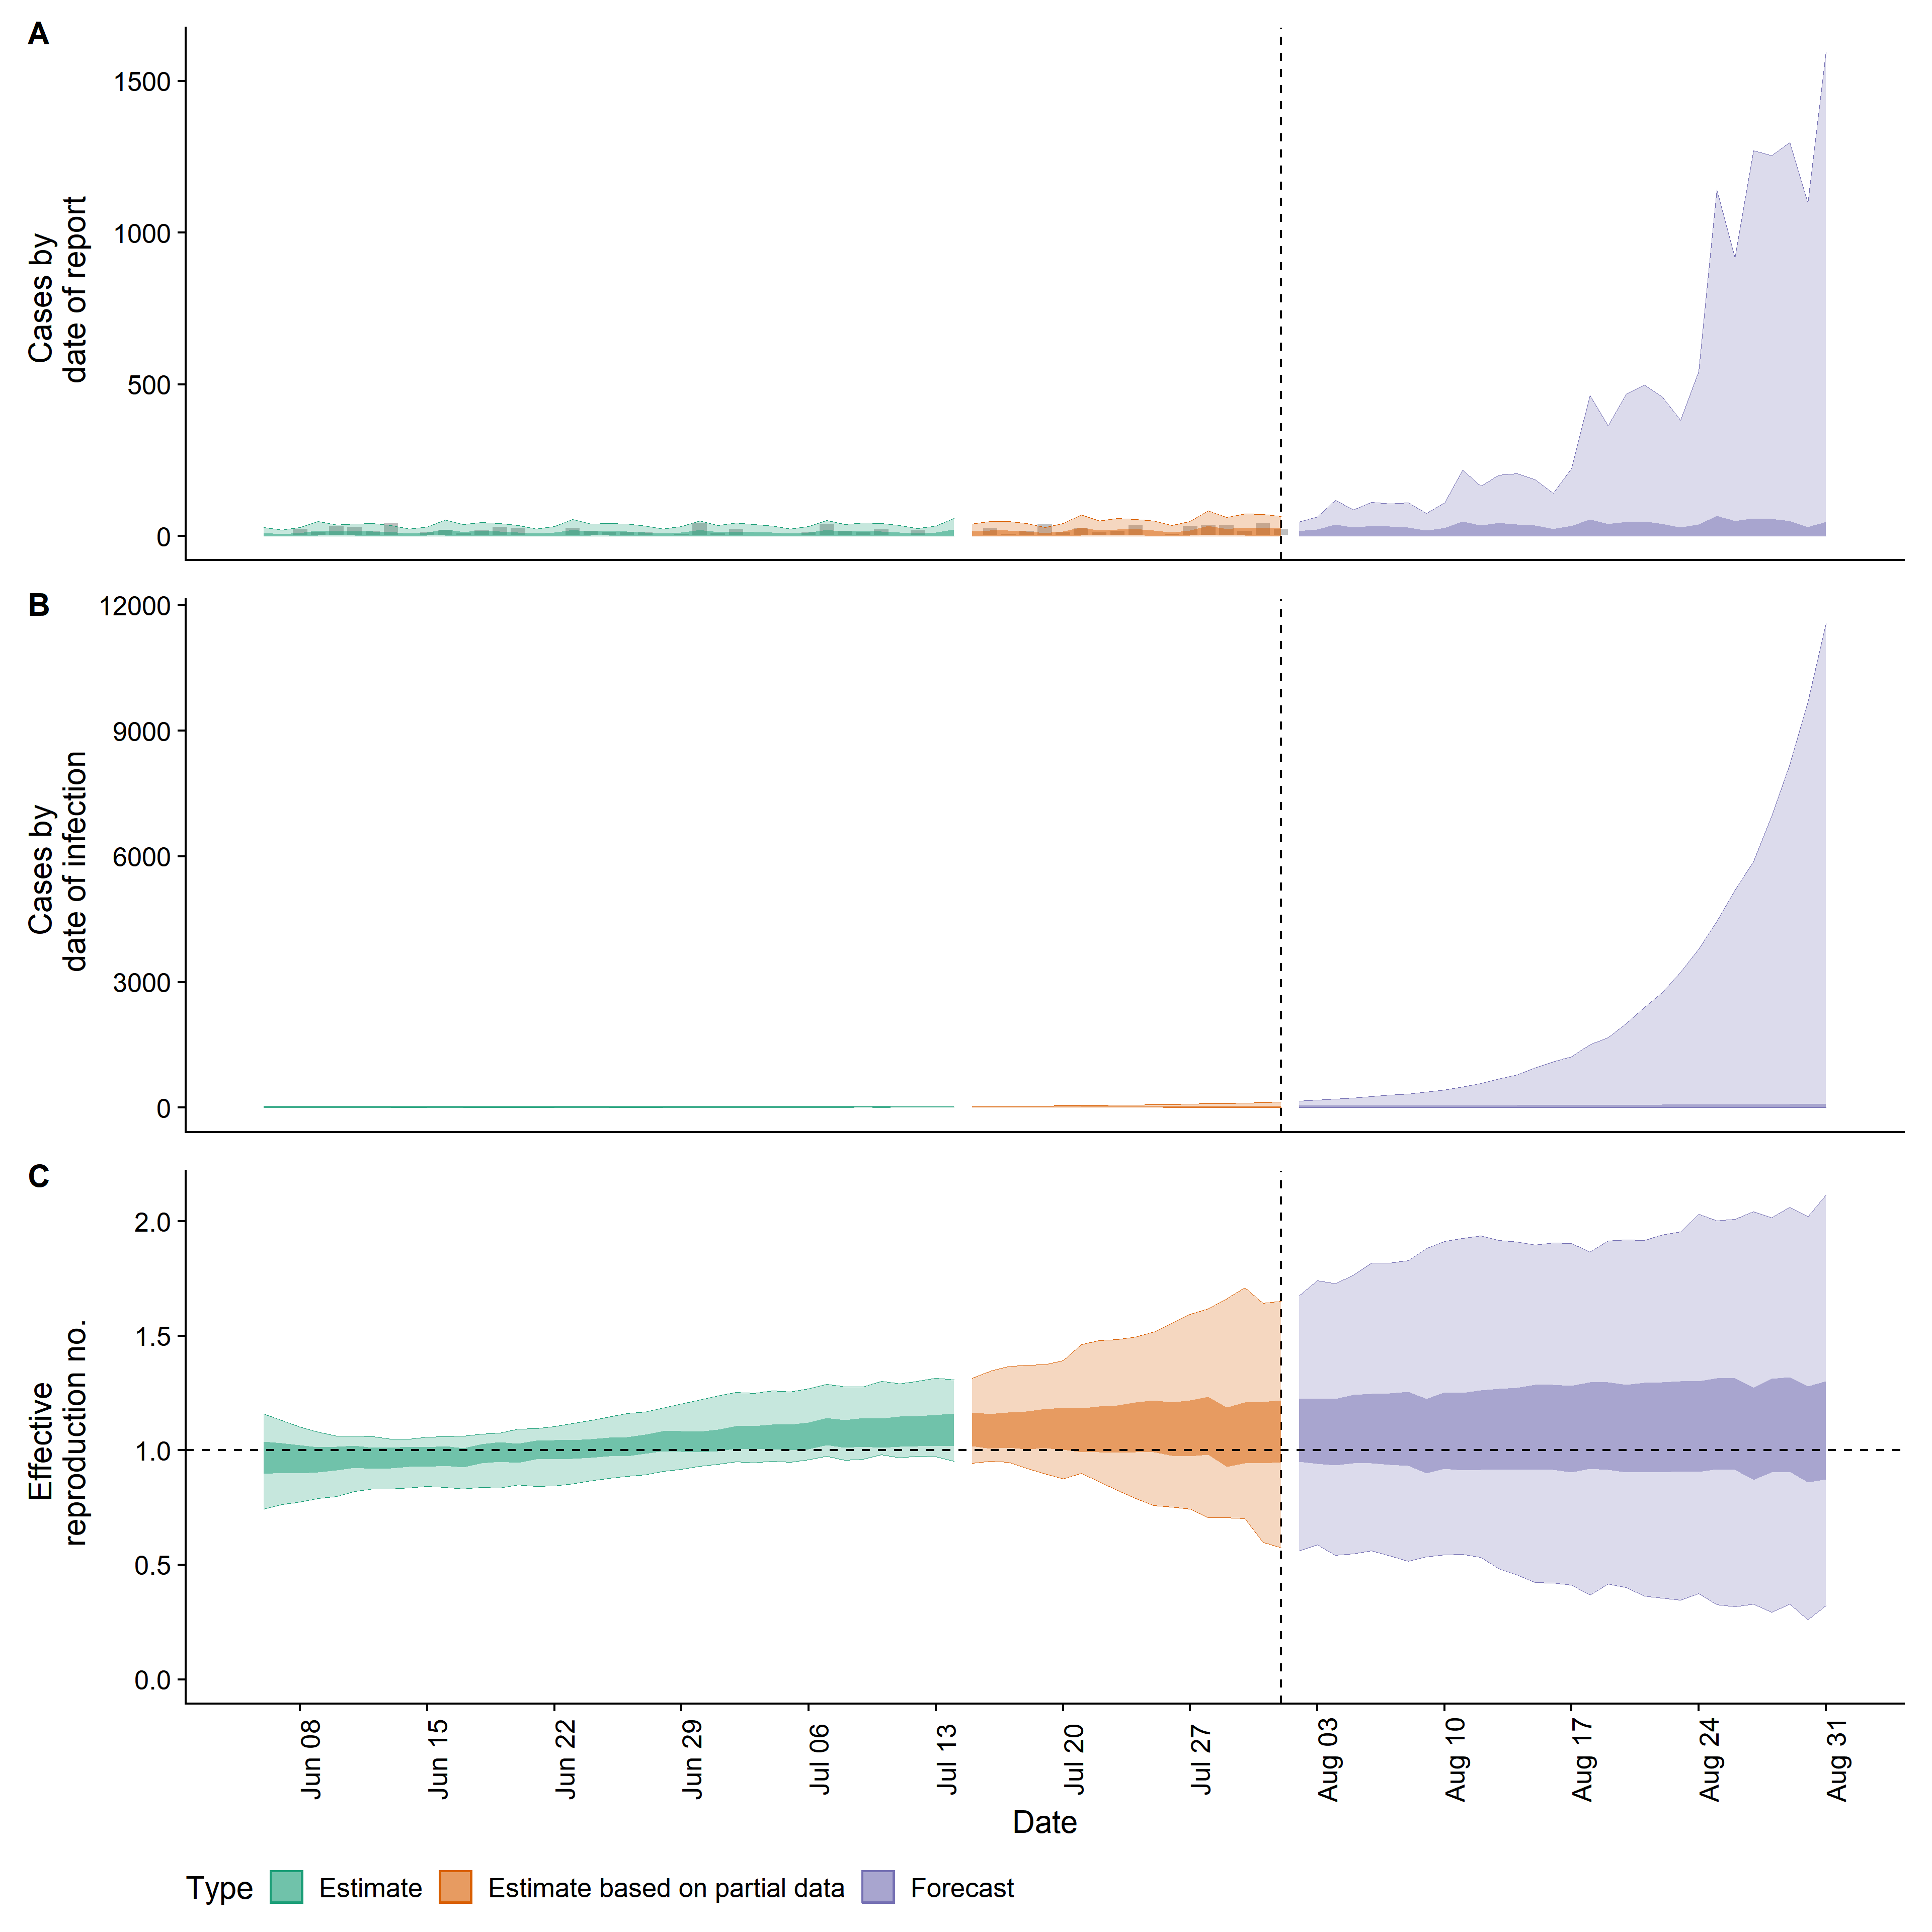 A
Cases by
date of report
1500
1000
500
0
B
Cases by
date of infection
12000
9000
6000
3000
0
C
Effective
reproduction no.
2.0
1.5
1.0
0.5
0.0
Jun 08
Jun 15
Jun 22
Jun 29
Jul 06
Jul 13
Jul 20
Jul 27
Aug 03
Aug 10
Aug 17
Aug 24
Aug 31
Date
Type Estimate Estimate based on partial data Forecast